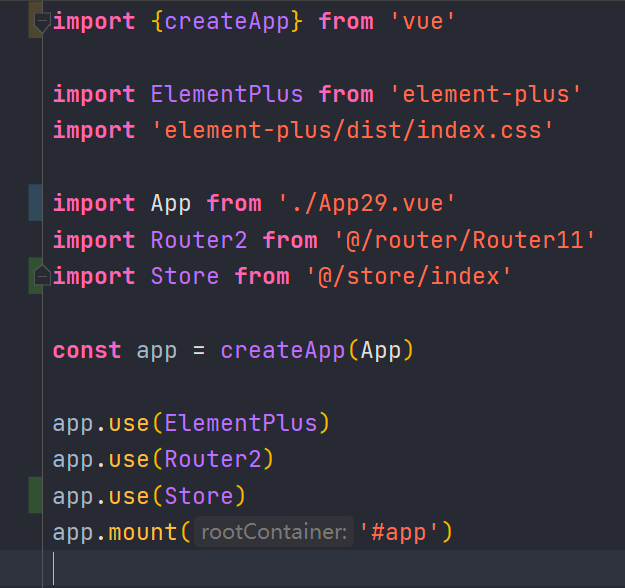 import {createApp} from 'vue'
import ElementPlus from 'element-plus'
import 'element-plus/dist/index.css'
import App from './App29.vue'
import Router2 from '@/router/Router11'
import Store from '@/store/index'
const app = createApp(App)
app.use(ElementPlus)
app.use(Router2)
app.use(Store)
app.mount( rootContainer: '#app')